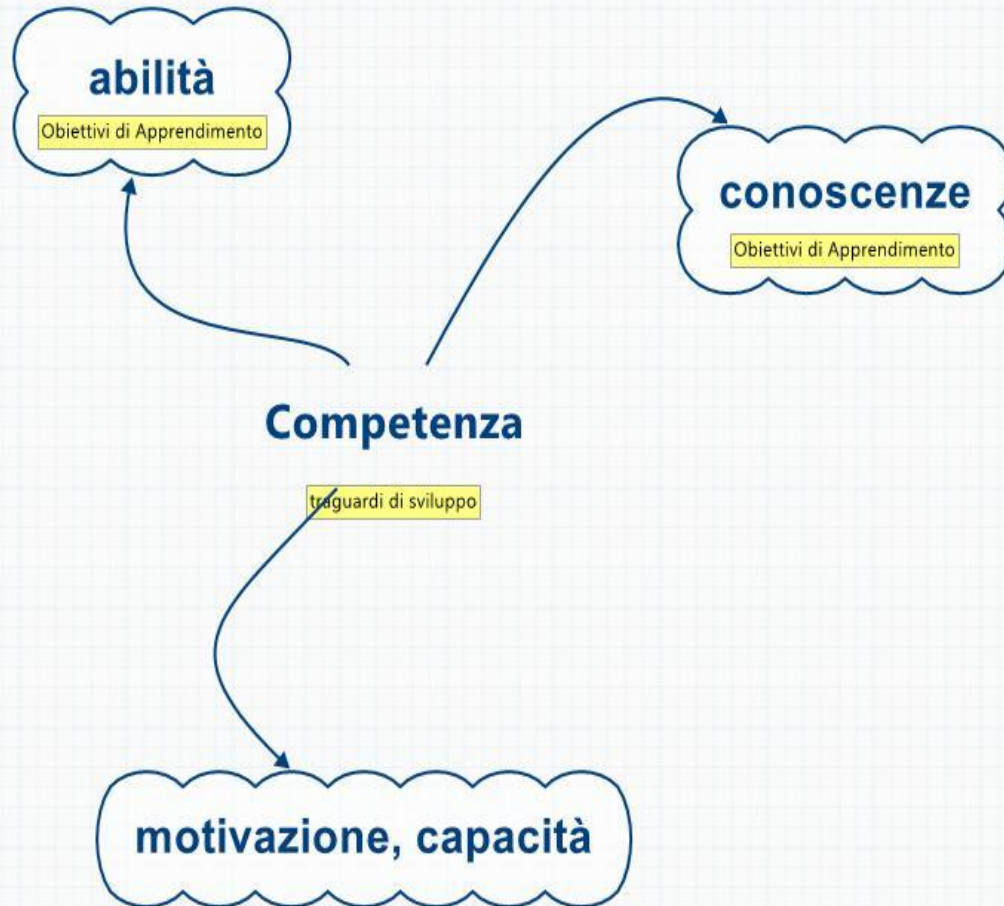 abilità
Obiettivi di Apprendimento
conoscenze
Obiettivi di Apprendimento
Competenza
traguardi di sviluppo
motivazione, capacità